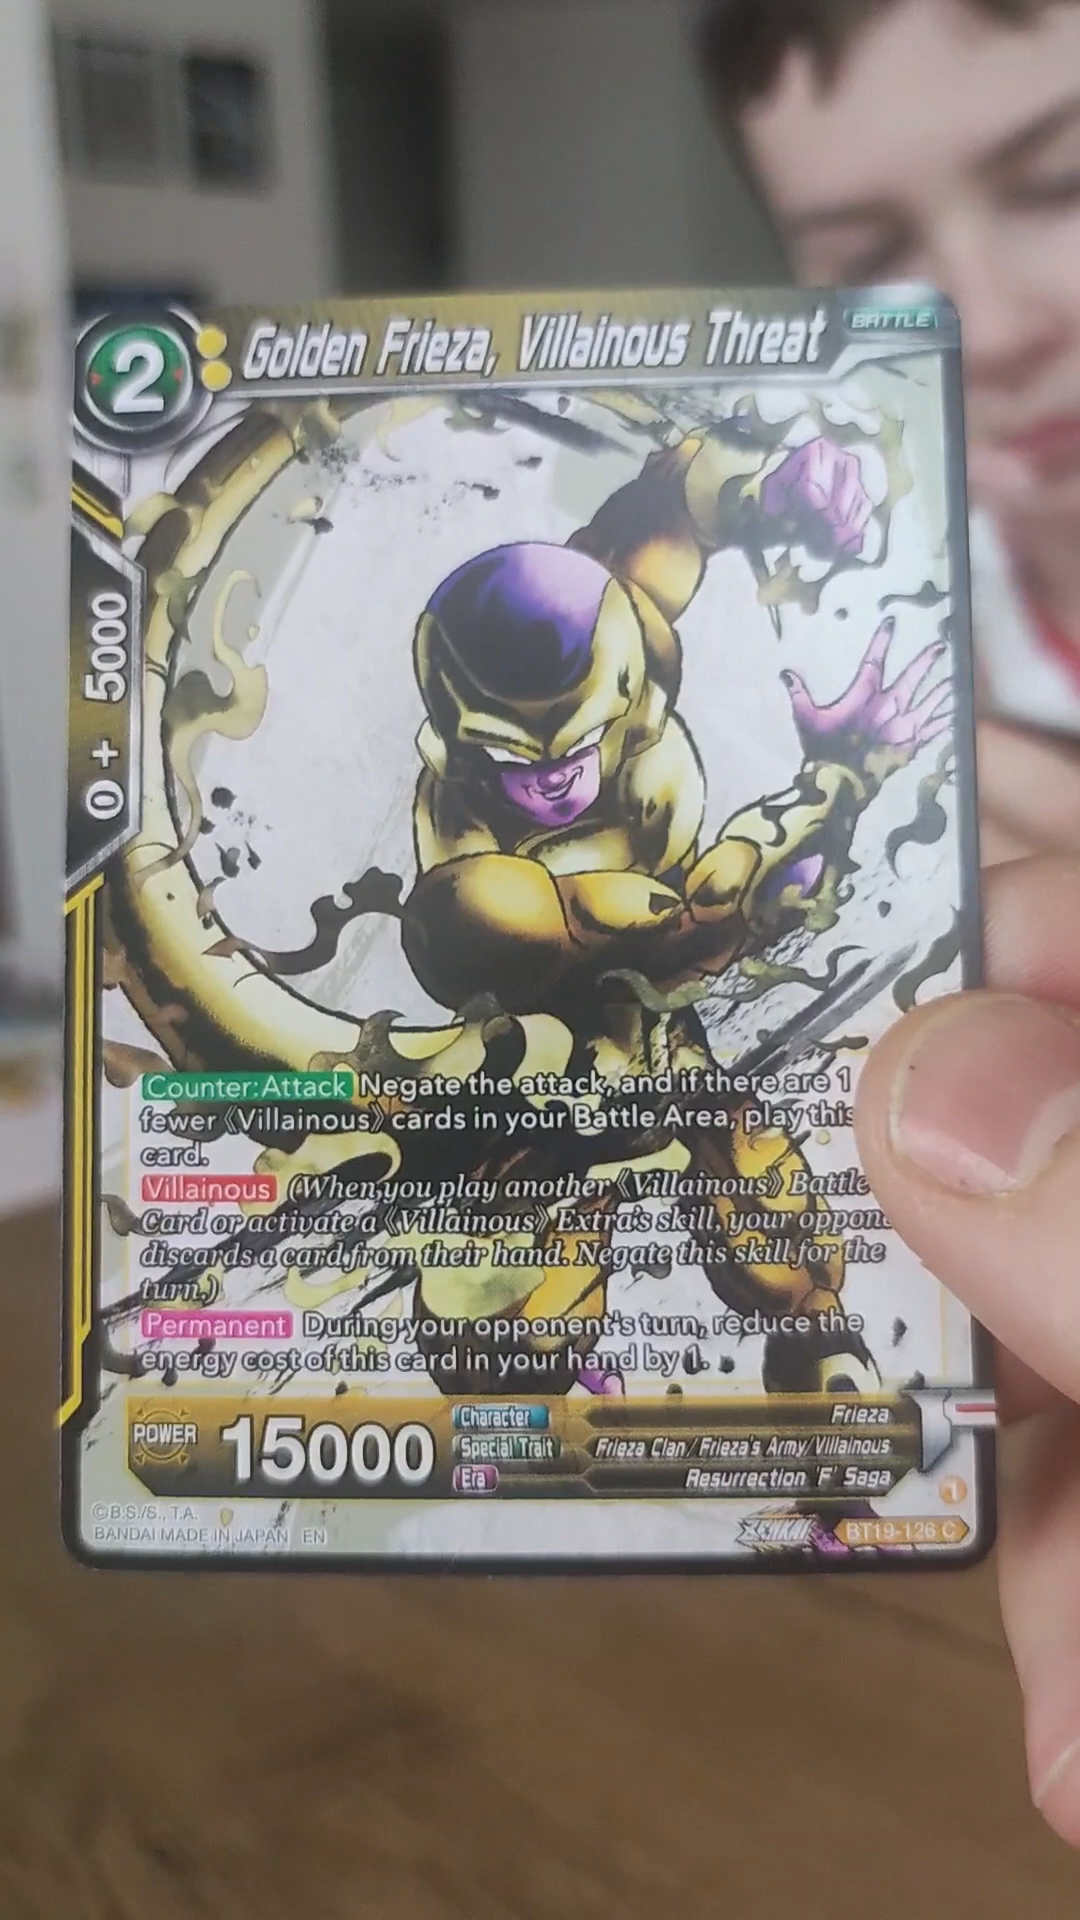 2 Golden Frieza, Villainous Threat BATTLE
0 + 5000
Counter: Attack Negate the attack, and if there are 1
fewer 《Villainous》 cards in your Battle Area, play this
card.
Villainous (When you play another 《Villainous》 Battle
Card or activate a 《Villainous》 Extra's skill, your
discards a card from their hand. Negate this skill for the
turn.)
Permanent During your opponent's turn, reduce the
energy cost of this card in your hand by 1.
POWER 15000
Character Frieza
Special Trait Frieza Clan/Frieza's Army/Villainous
Era Resurrection 'F' Saga
1
©B.S./S., T.A.
BANDAI MADE IN JAPAN EN
ZENKAI BT19-126 C